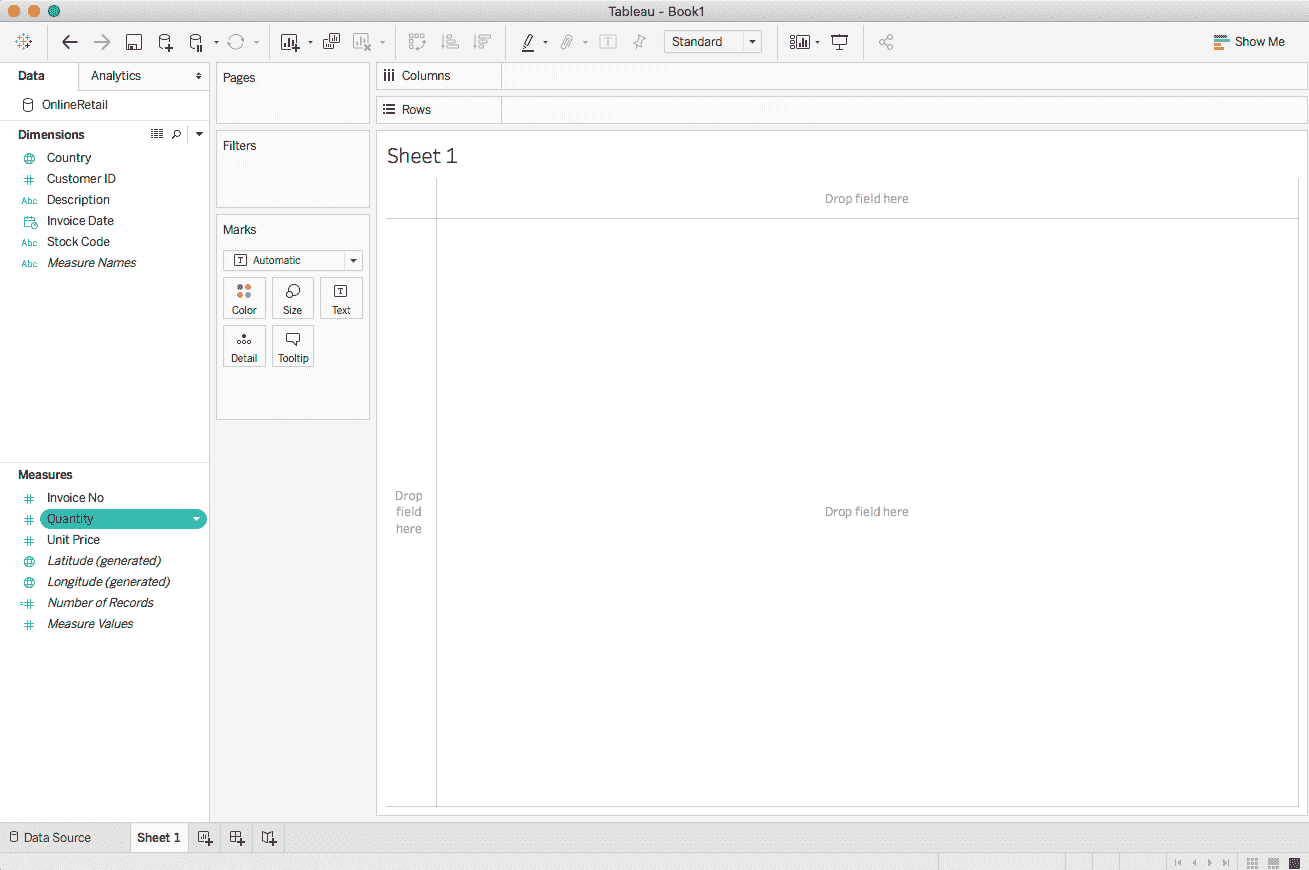 Tableau - Book1
Standard
Show Me
Data
Analytics
OnlineRetail
Dimensions
Country
Customer ID
Abc Description
Invoice Date
Abc Stock Code
Abc Measure Names
Measures
Invoice No
Quantity
Unit Price
Latitude (generated)
Longitude (generated)
=# Number of Records
Measure Values
Pages
Filters
Marks
T Automatic
Color
Size
T Text
Detail
Tooltip
Columns
Rows
Sheet 1
Drop field here
Drop
field
here
Drop field here
Data Source
Sheet 1